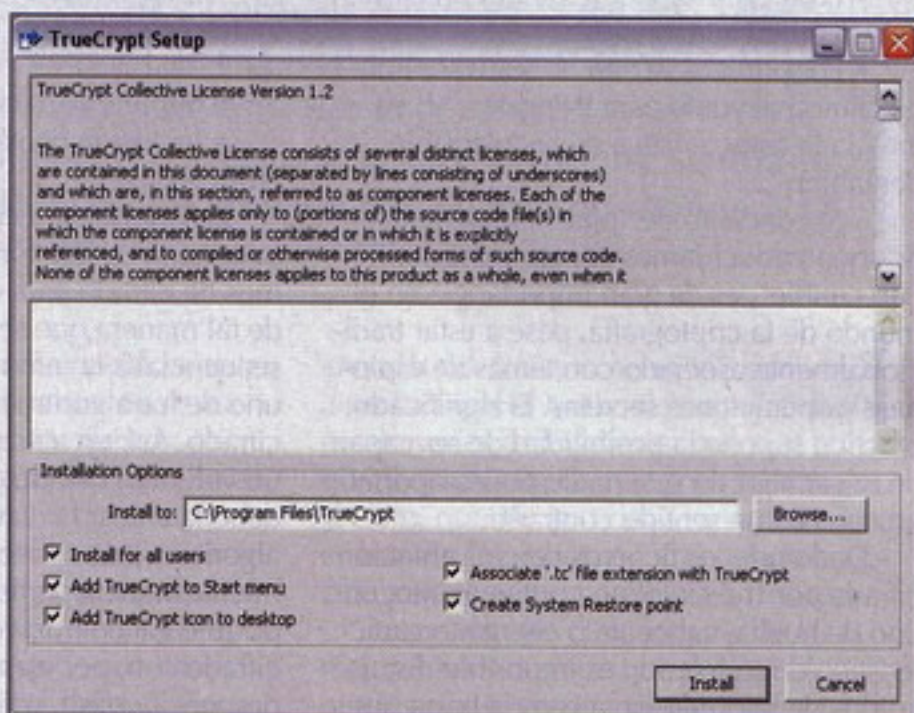 TrueCrypt Setup
TrueCrypt Collective License Version 1.2
The TrueCrypt Collective License consists of several distinct licenses, which
are contained in this document (separated by lines consisting of underscores)
and which are, in this section, referred to as component licenses. Each of the
component licenses applies only to (portions of) the source code file(s) in
which the component license is contained or in which it is explicitly
referenced, and to compiled or otherwise processed forms of such source code.
None of the component licenses applies to this product as a whole, even when it
Installation Options
Install to: C:\Program Files\TrueCrypt Browse...
Install for all users
Add TrueCrypt to Start menu
Add TrueCrypt icon to desktop
Associate '.tc' file extension with TrueCrypt
Create System Restore point
Install Cancel